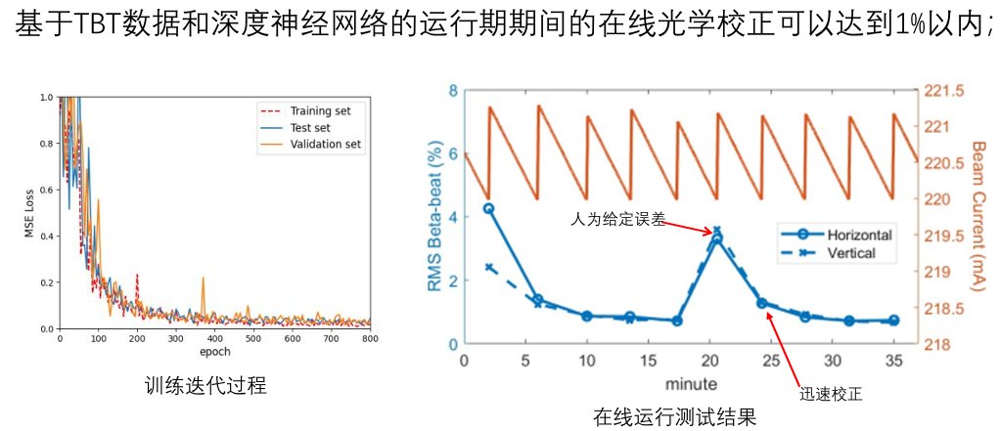 基于TBT数据和深度神经网络的运行期期间的在线光学校正可以达到1%以内;
1.0
0.8
0.6
0.4
0.2
0.0
MSE Loss
Training set
Test set
Validation set
0 100 200 300 400 500 600 700 800
epoch
训练迭代过程
8
6
4
2
0
RMS Beta-beat (%)
人为给定误差
Horizontal
Vertical
221.5
221
220.5
220
219.5
219
218.5
218
Beam Current (mA)
0 5 10 15 20 25 30 35
minute
迅速校正
在线运行测试结果